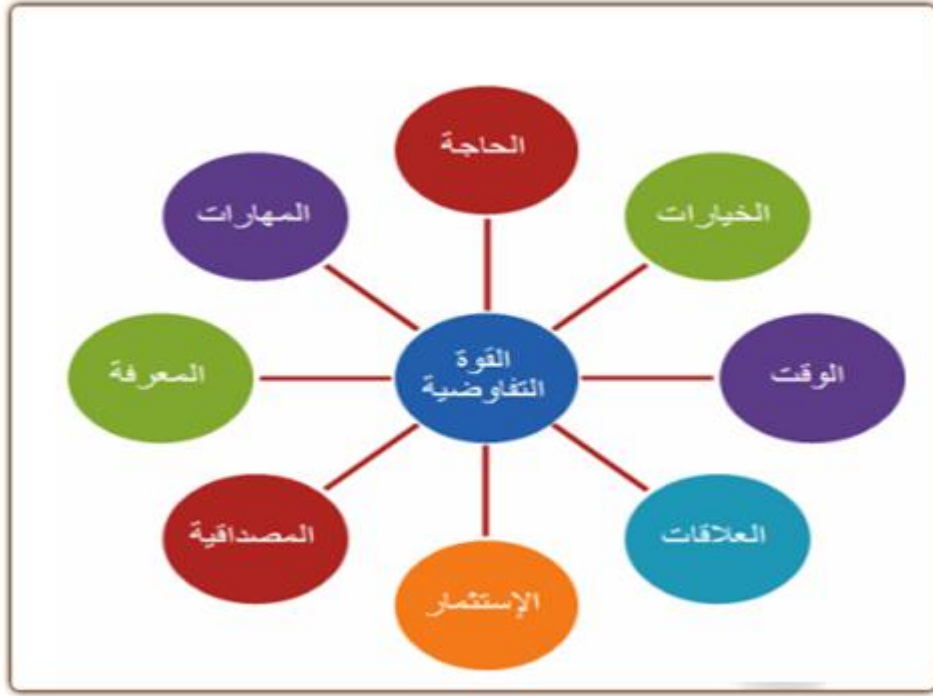 الحاجة
الخيارات
الوقت
العلاقات
الإستثمار
المصداقية
المعرفة
المهارات
القوة
التفاوضية